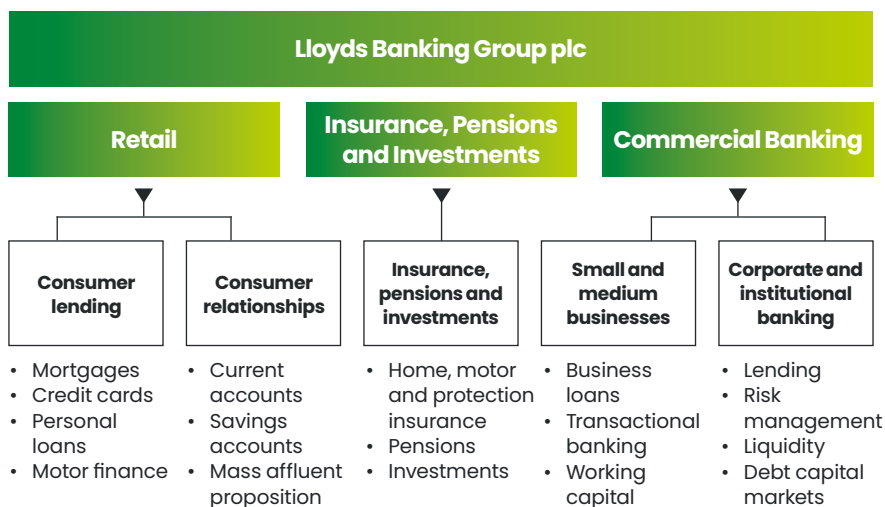 Lloyds Banking Group plc
Retail
Insurance, Pensions
and Investments
Commercial Banking
Consumer
lending
Consumer
relationships
Insurance,
pensions and
investments
Small and
medium
businesses
Corporate and
institutional
banking
• Mortgages
• Credit cards
• Personal
loans
• Motor finance
• Current
accounts
• Savings
accounts
• Mass affluent
proposition
• Home, motor
and protection
insurance
• Pensions
• Investments
• Business
loans
• Transactional
banking
• Working
capital
• Lending
• Risk
management
• Liquidity
• Debt capital
markets